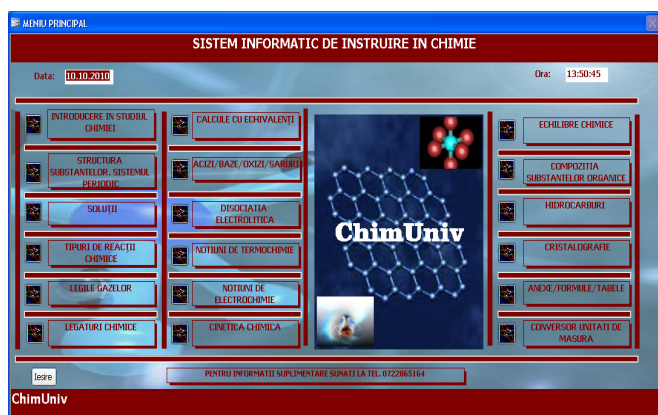 MENIU PRINCIPAL
SISTEM INFORMATIC DE INSTRUIRE IN CHIMIE
Data: 10.10.2010
Ora: 13:50:45
INTRODUCERE IN STUDIUL
CHIMIEI
STRUCTURA
SUBSTANTELOR. SISTEMUL
PERIODIC
SOLUȚII
TIPURI DE REACȚII
CHIMICE
LEGILE GAZELOR
LEGATURI CHIMICE
CALCULE CU ECHIVALENȚI
ACIZI/BAZE/OXIZI/SARURI
DISOCIATIA
ELECTROLITICA
NOTIUNI DE TERMOCHIMIE
NOTIUNI DE
ELECTROCHIMIE
CINETICA CHIMICA
ChimUniv
ECHILIBRE CHIMICE
COMPOZITIA
SUBSTANTELOR ORGANICE
HIDROCARBURI
CRISTALOGRAFIE
ANEXE/FORMULE/TABELE
CONVERSOR UNITATI DE
MASURA
Iesire
PENTRU INFORMATII SUPLIMENTARE SUNATI LA TEL. 0722865164
ChimUniv